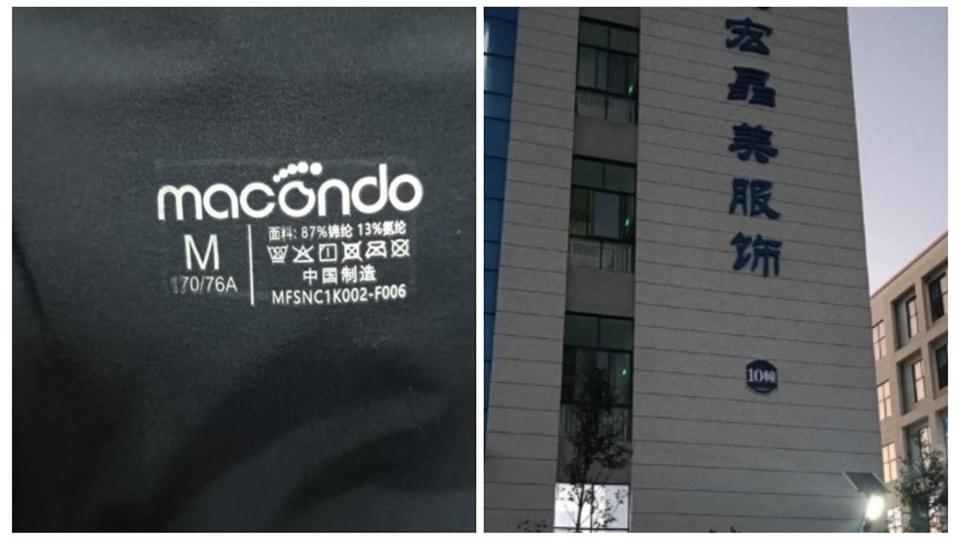 macondo
M
170/76A
面料: 87%锦纶 13%氨纶
中国制造
MFSNC1K002-F006
宏晶美服饰
10幢